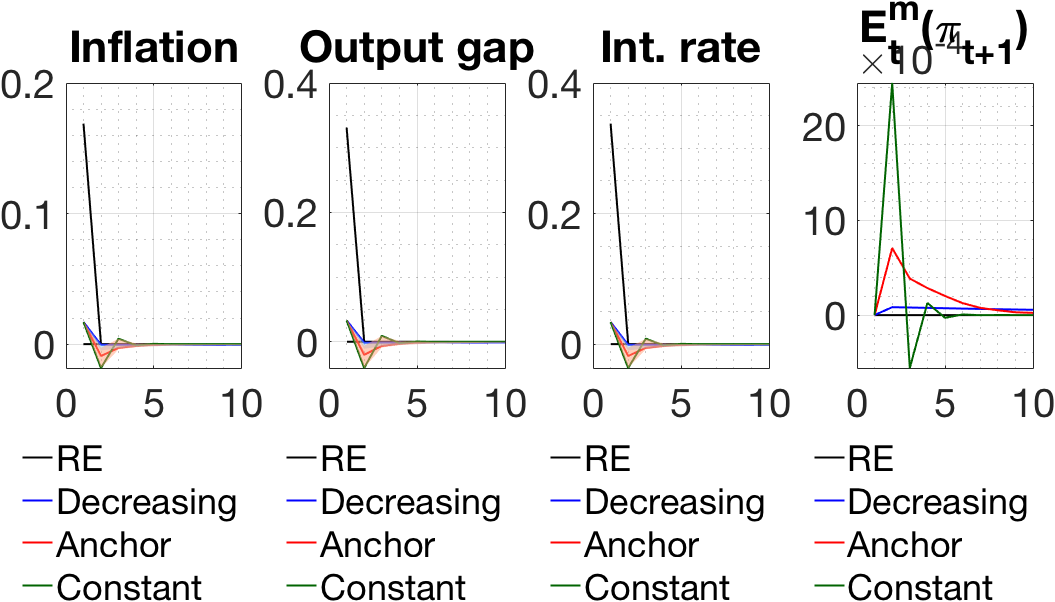 Inflation
0.2
0.1
0
0 5 10
RE
Decreasing
Anchor
Constant
Output gap
0.4
0.2
0
0 5 10
RE
Decreasing
Anchor
Constant
Int. rate
0.4
0.2
0
0 5 10
RE
Decreasing
Anchor
Constant
E_t^m(π_{t+1})
×10^{-4}
20
10
0
0 5 10
RE
Decreasing
Anchor
Constant